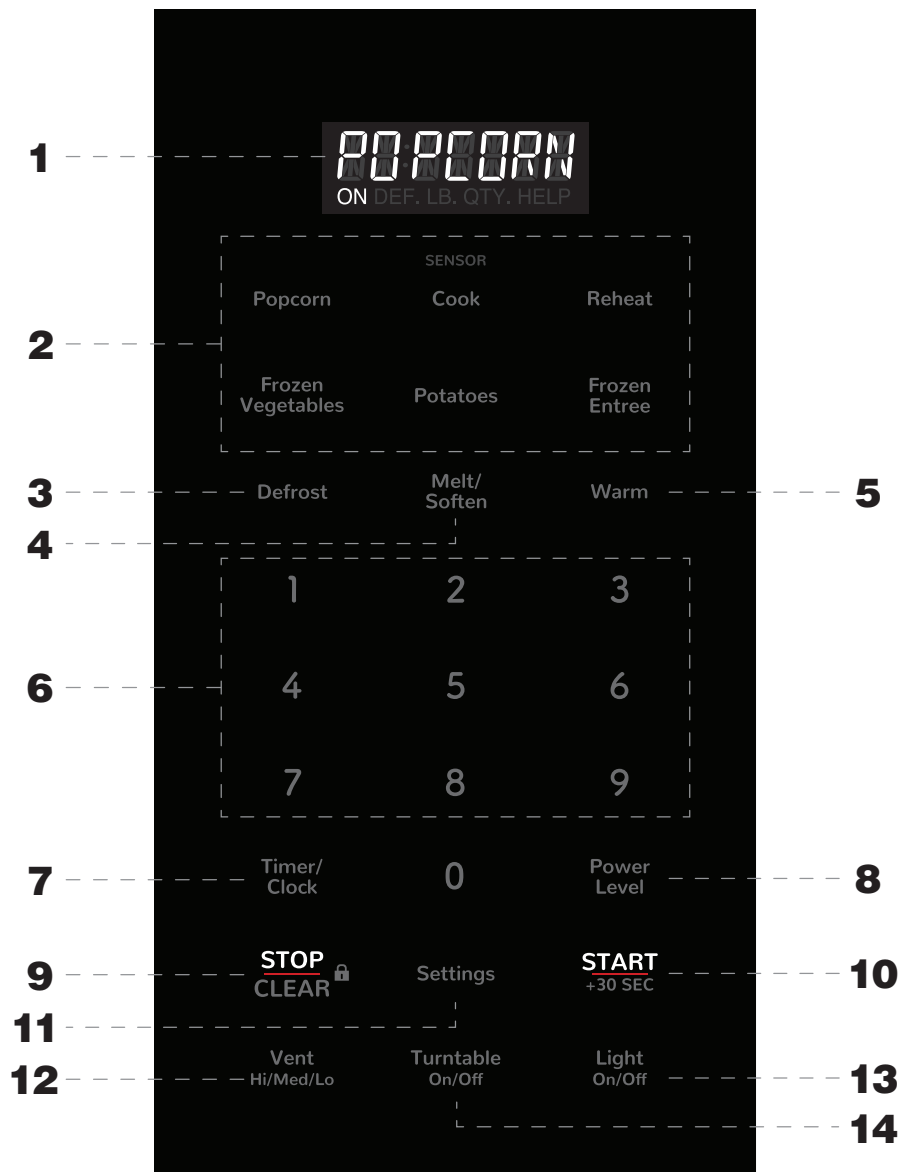 1
POPCORN
ON DEF. LB. QTY. HELP
SENSOR
Popcorn Cook Reheat
2
Frozen
Vegetables
Potatoes
Frozen
Entree
3
Defrost
Melt/
Soften
Warm
5
4
1 2 3
6
4 5 6
7 8 9
7
Timer/
Clock
0
Power
Level
8
9
STOP
CLEAR
Settings
START
+30 SEC
10
11
12
Vent
Hi/Med/Lo
Turntable
On/Off
Light
On/Off
13
14